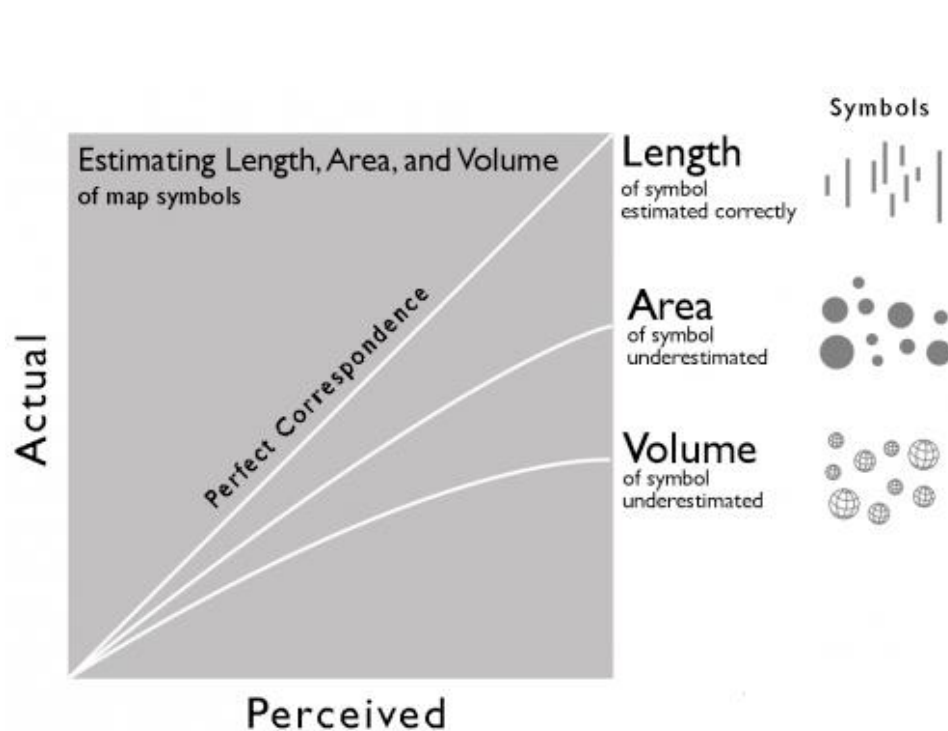 Symbols
Estimating Length, Area, and Volume
of map symbols
Length
of symbol
estimated correctly
Perfect Correspondence
Area
of symbol
underestimated
Actual
Volume
of symbol
underestimated
Perceived